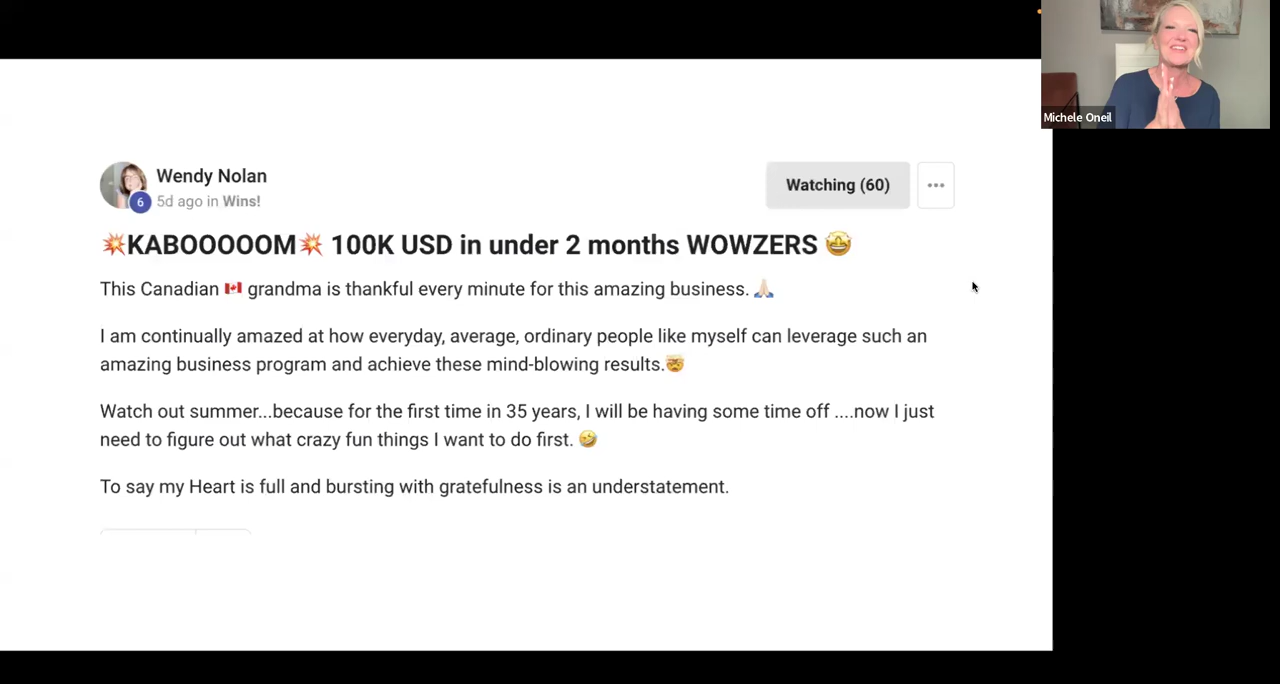 Michele Oneil
Wendy Nolan
6
5d ago in Wins!
Watching (60)
💥KABOOOOOM💥 100K USD in under 2 months WOWZERS 🤩
This Canadian 🇨🇦 grandma is thankful every minute for this amazing business. 🙏🏻
I am continually amazed at how everyday, average, ordinary people like myself can leverage such an
amazing business program and achieve these mind-blowing results.🤯
Watch out summer...because for the first time in 35 years, I will be having some time off ....now I just
need to figure out what crazy fun things I want to do first. 🤣
To say my Heart is full and bursting with gratefulness is an understatement.